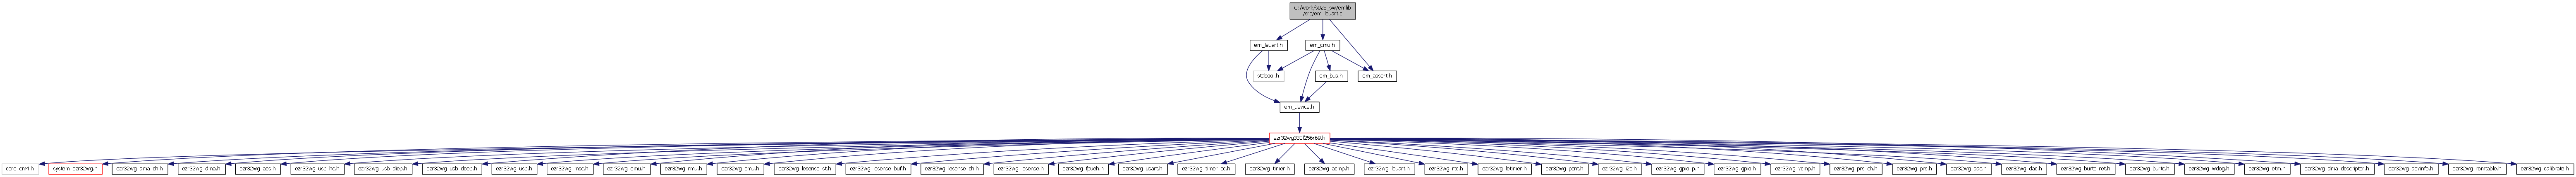 C:/work/s025_sw/emlib
/src/em_leuart.c
em_leuart.h
em_cmu.h
stdbool.h
em_bus.h
em_assert.h
em_device.h
ezr32wg330f256r69.h
core_cm4.h
system_ezr32wg.h
ezr32wg_dma_ch.h
ezr32wg_dma.h
ezr32wg_aes.h
ezr32wg_usb_hc.h
ezr32wg_usb_diep.h
ezr32wg_usb_doep.h
ezr32wg_usb.h
ezr32wg_msc.h
ezr32wg_emu.h
ezr32wg_rmu.h
ezr32wg_cmu.h
ezr32wg_lesense_st.h
ezr32wg_lesense_buf.h
ezr32wg_lesense_ch.h
ezr32wg_lesense.h
ezr32wg_fpueh.h
ezr32wg_usart.h
ezr32wg_timer_cc.h
ezr32wg_timer.h
ezr32wg_acmp.h
ezr32wg_leuart.h
ezr32wg_rtc.h
ezr32wg_letimer.h
ezr32wg_pcnt.h
ezr32wg_i2c.h
ezr32wg_gpio_p.h
ezr32wg_gpio.h
ezr32wg_vcmp.h
ezr32wg_prs_ch.h
ezr32wg_prs.h
ezr32wg_adc.h
ezr32wg_dac.h
ezr32wg_burtc_ret.h
ezr32wg_burtc.h
ezr32wg_wdog.h
ezr32wg_etm.h
ezr32wg_dma_descriptor.h
ezr32wg_devinfo.h
ezr32wg_romtable.h
ezr32wg_calibrate.h